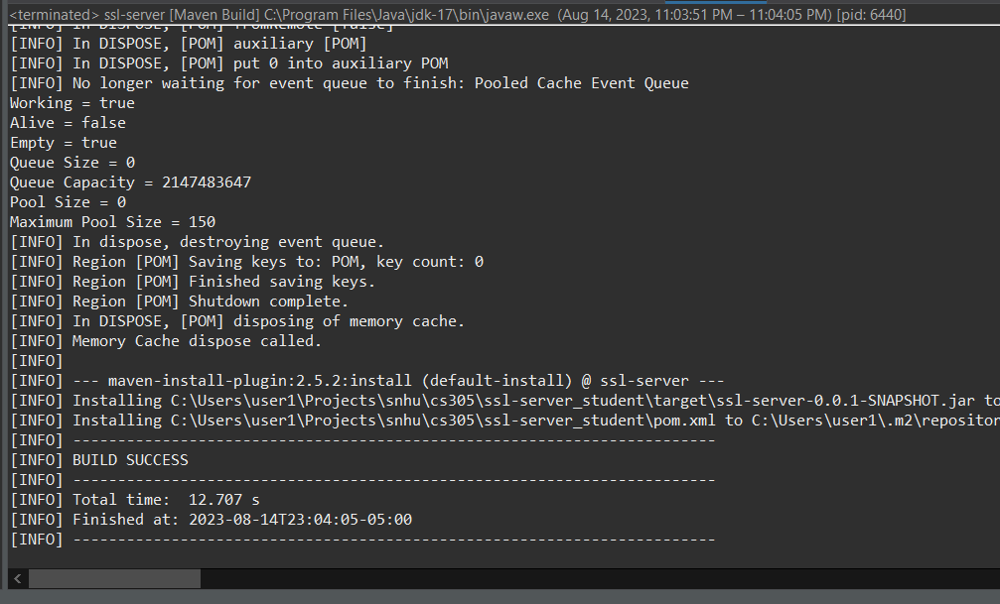 <terminated> ssl-server [Maven Build] C:\Program Files\Java\jdk-17\bin\javaw.exe  (Aug 14, 2023, 11:03:51 PM – 11:04:05 PM) [pid: 6440]
[INFO] In DISPOSE, [POM] fromRemote [false]
[INFO] In DISPOSE, [POM] auxiliary [POM]
[INFO] In DISPOSE, [POM] put 0 into auxiliary POM
[INFO] No longer waiting for event queue to finish: Pooled Cache Event Queue
Working = true
Alive = false
Empty = true
Queue Size = 0
Queue Capacity = 2147483647
Pool Size = 0
Maximum Pool Size = 150
[INFO] In dispose, destroying event queue.
[INFO] Region [POM] Saving keys to: POM, key count: 0
[INFO] Region [POM] Finished saving keys.
[INFO] Region [POM] Shutdown complete.
[INFO] In DISPOSE, [POM] disposing of memory cache.
[INFO] Memory Cache dispose called.
[INFO]
[INFO] --- maven-install-plugin:2.5.2:install (default-install) @ ssl-server ---
[INFO] Installing C:\Users\user1\Projects\snhu\cs305\ssl-server_student\target\ssl-server-0.0.1-SNAPSHOT.jar to
[INFO] Installing C:\Users\user1\Projects\snhu\cs305\ssl-server_student\pom.xml to C:\Users\user1\.m2\repositor
[INFO] ------------------------------------------------------------------------
[INFO] BUILD SUCCESS
[INFO] ------------------------------------------------------------------------
[INFO] Total time:  12.707 s
[INFO] Finished at: 2023-08-14T23:04:05-05:00
[INFO] ------------------------------------------------------------------------